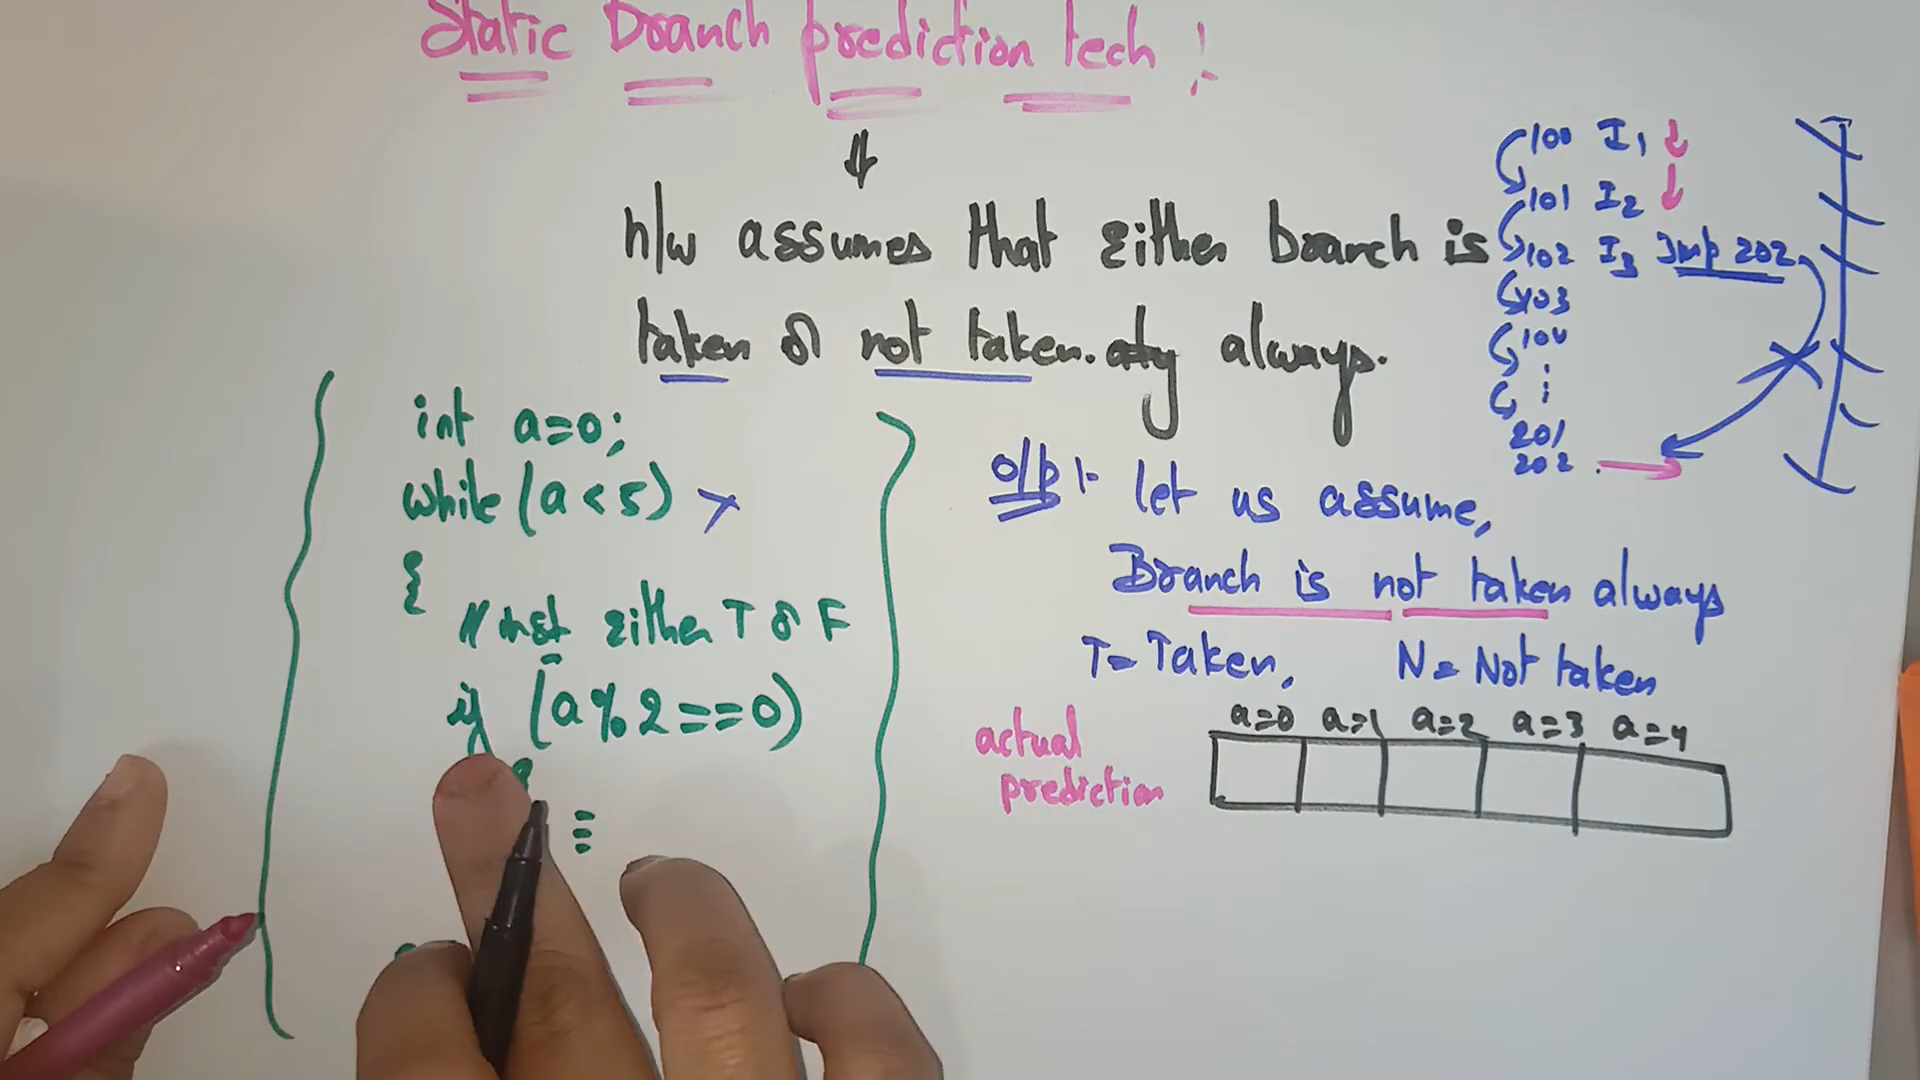 Static Branch prediction tech :-
h/w assumes that either branch is
taken or not taken. always.
100 I1
101 I2
102 I3 Jmp 202
103
104
:
201
202
int a=0;
while (a<5)
{
// inst either T or F
if (a%2==0)
{
o/p :- let us assume,
Branch is not taken always
T= Taken, N= Not taken
a=0 a=1 a=2 a=3 a=4
actual
prediction